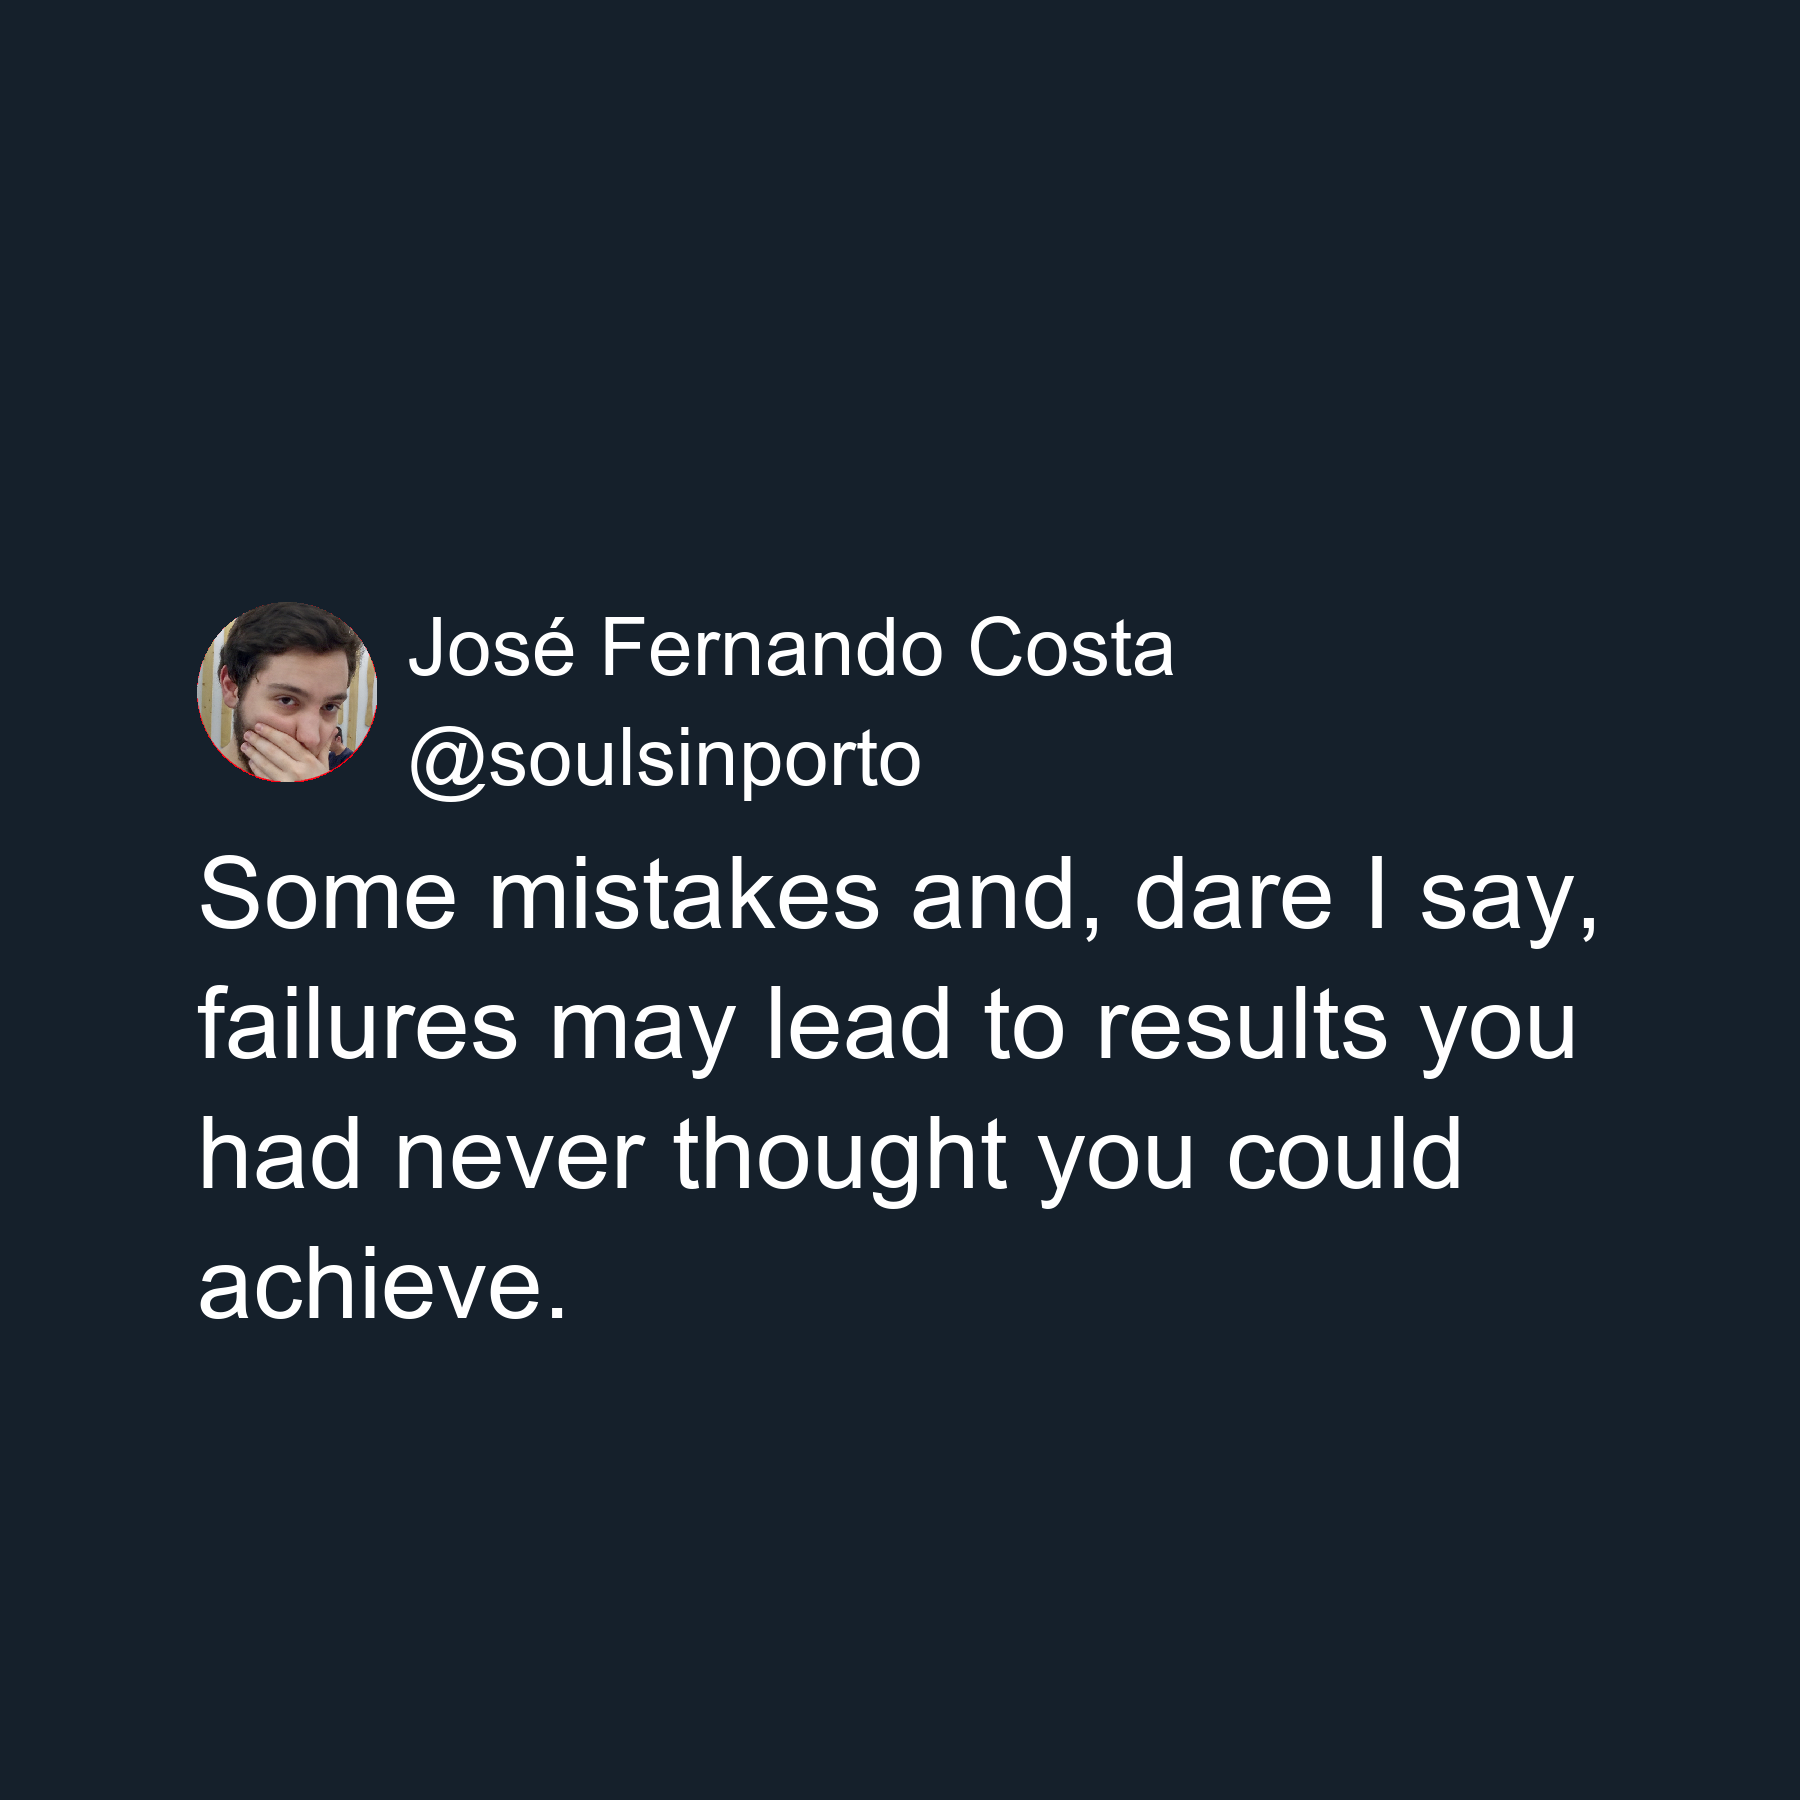 José Fernando Costa
@soulsinporto
Some mistakes and, dare I say,
failures may lead to results you
had never thought you could
achieve.